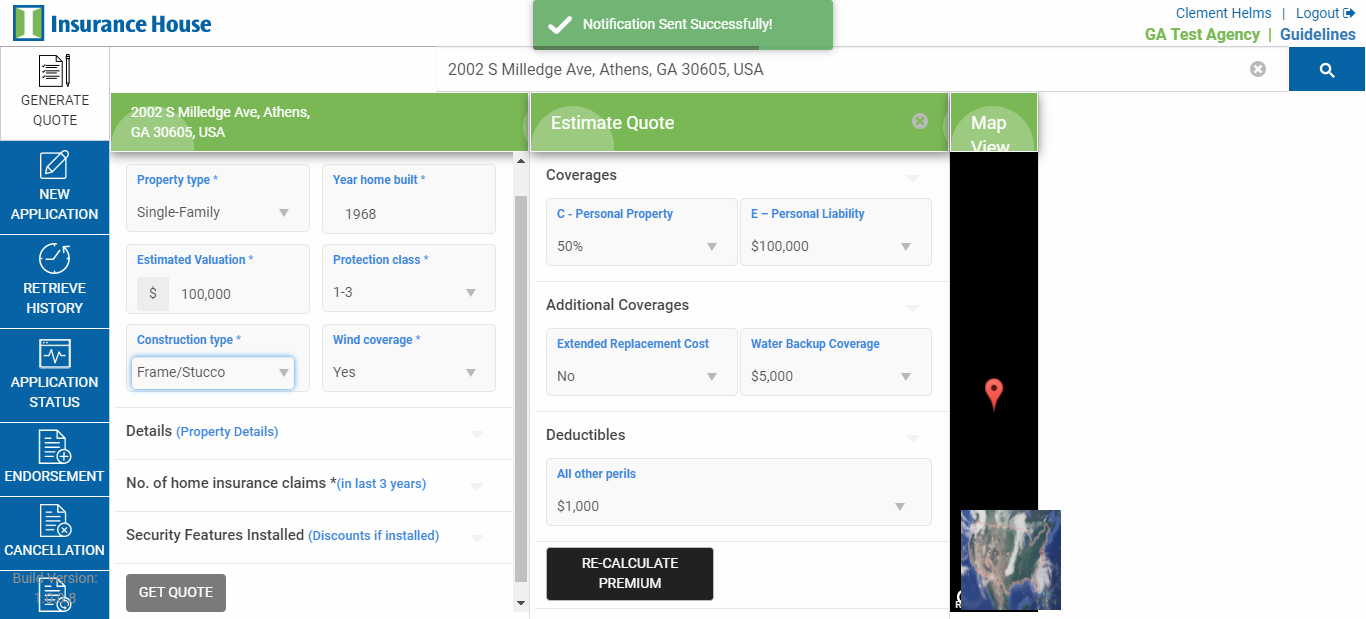 Insurance House
Notification Sent Successfully!
Clement Helms | Logout
GA Test Agency | Guidelines
2002 S Milledge Ave, Athens, GA 30605, USA
GENERATE
QUOTE
NEW
APPLICATION
RETRIEVE
HISTORY
APPLICATION
STATUS
ENDORSEMENT
CANCELLATION
Build Version:
2002 S Milledge Ave, Athens,
GA 30605, USA
Property type *
Single-Family
Year home built *
1968
Estimated Valuation *
$ 100,000
Protection class *
1-3
Construction type *
Frame/Stucco
Wind coverage *
Yes
Details (Property Details)
No. of home insurance claims *(in last 3 years)
Security Features Installed (Discounts if installed)
GET QUOTE
Estimate Quote
Coverages
C - Personal Property
50%
E – Personal Liability
$100,000
Additional Coverages
Extended Replacement Cost
No
Water Backup Coverage
$5,000
Deductibles
All other perils
$1,000
RE-CALCULATE
PREMIUM
Map
View